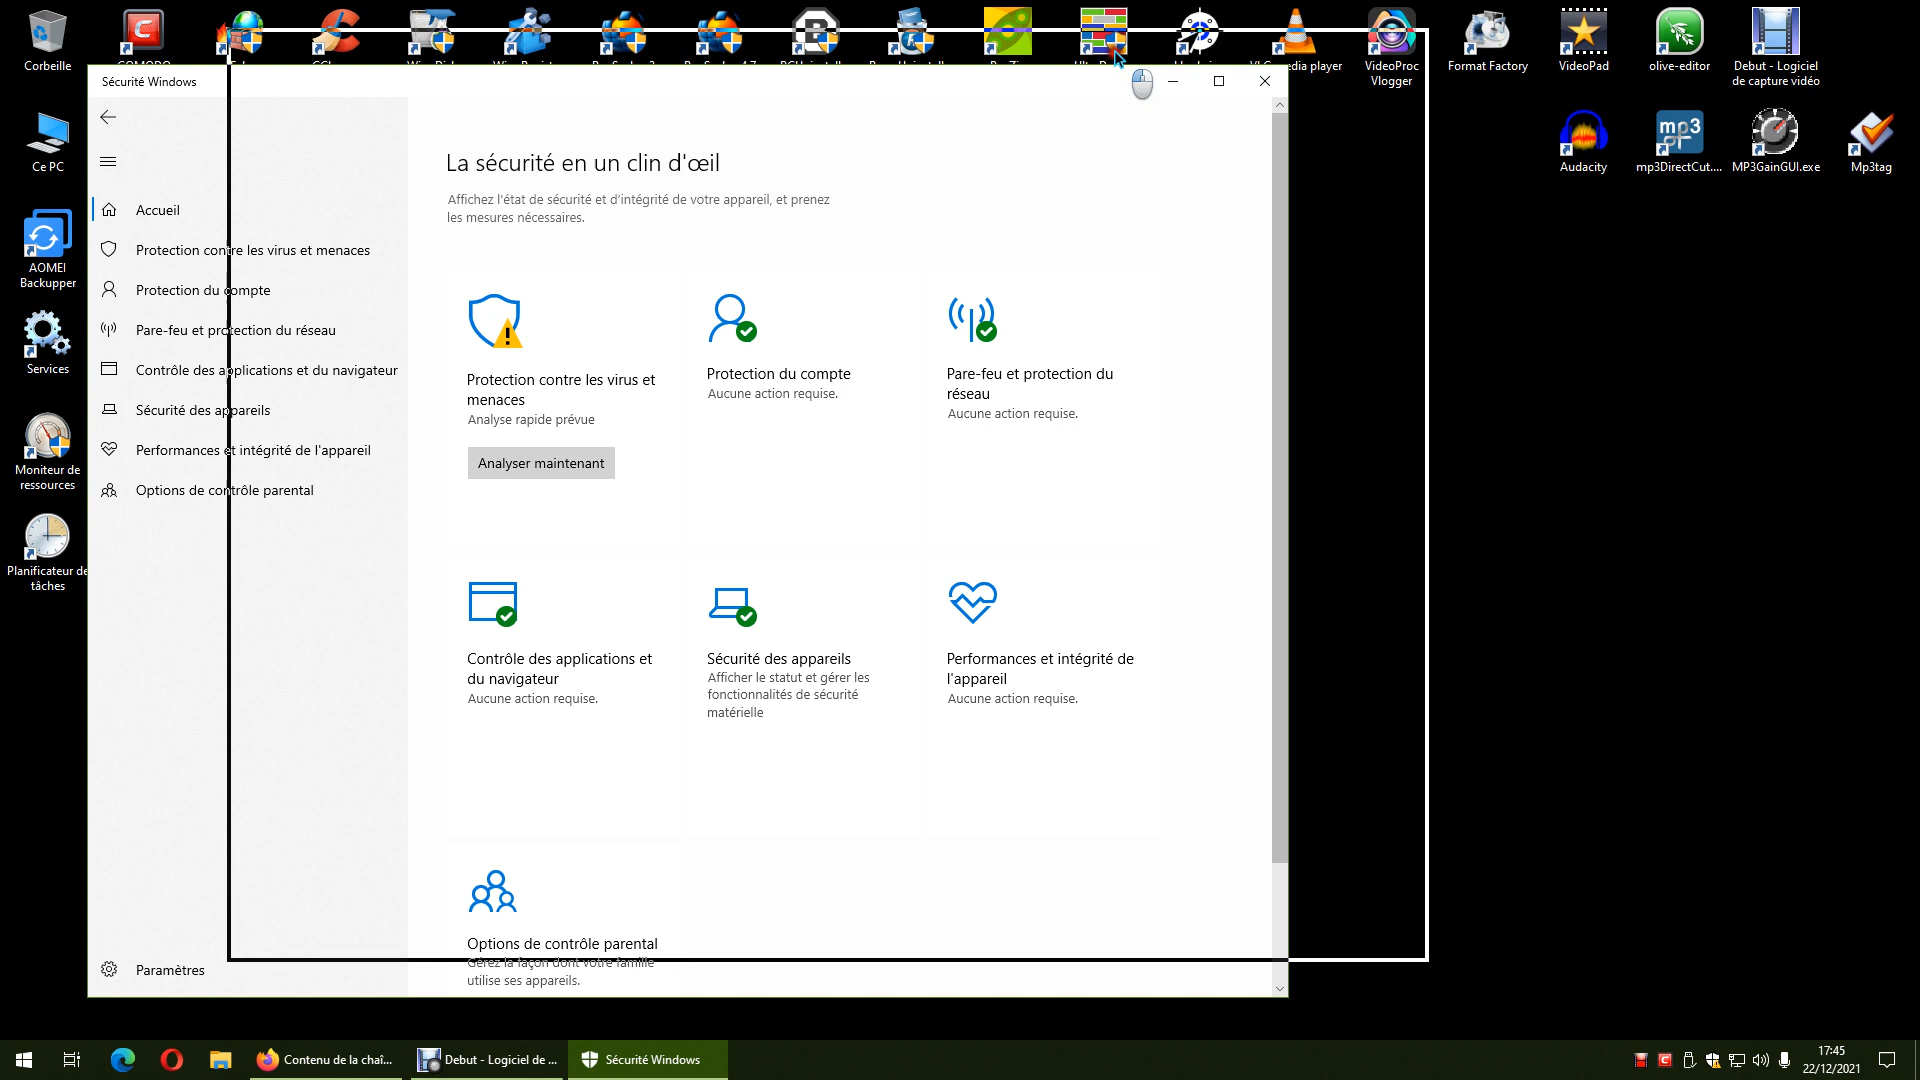 Corbeille
VideoProc
Vlogger
Format Factory
VideoPad
olive-editor
Debut - Logiciel
de capture vidéo
Ce PC
Audacity
mp3DirectCut....
MP3GainGUI.exe
Mp3tag
AOMEI
Backupper
Services
Moniteur de
ressources
Planificateur de
tâches
Sécurité Windows
Accueil
Protection contre les virus et menaces
Protection du compte
Pare-feu et protection du réseau
Contrôle des applications et du navigateur
Sécurité des appareils
Performances et intégrité de l'appareil
Options de contrôle parental
Paramètres
La sécurité en un clin d'œil
Affichez l'état de sécurité et d'intégrité de votre appareil, et prenez
les mesures nécessaires.
Protection contre les virus et
menaces
Analyse rapide prévue
Analyser maintenant
Protection du compte
Aucune action requise.
Pare-feu et protection du
réseau
Aucune action requise.
Contrôle des applications et
du navigateur
Aucune action requise.
Sécurité des appareils
Afficher le statut et gérer les
fonctionnalités de sécurité
matérielle
Performances et intégrité de
l'appareil
Aucune action requise.
Options de contrôle parental
Gérez la façon dont votre famille
utilise ses appareils.
Contenu de la chaî...
Debut - Logiciel de ...
Sécurité Windows
17:45
22/12/2021